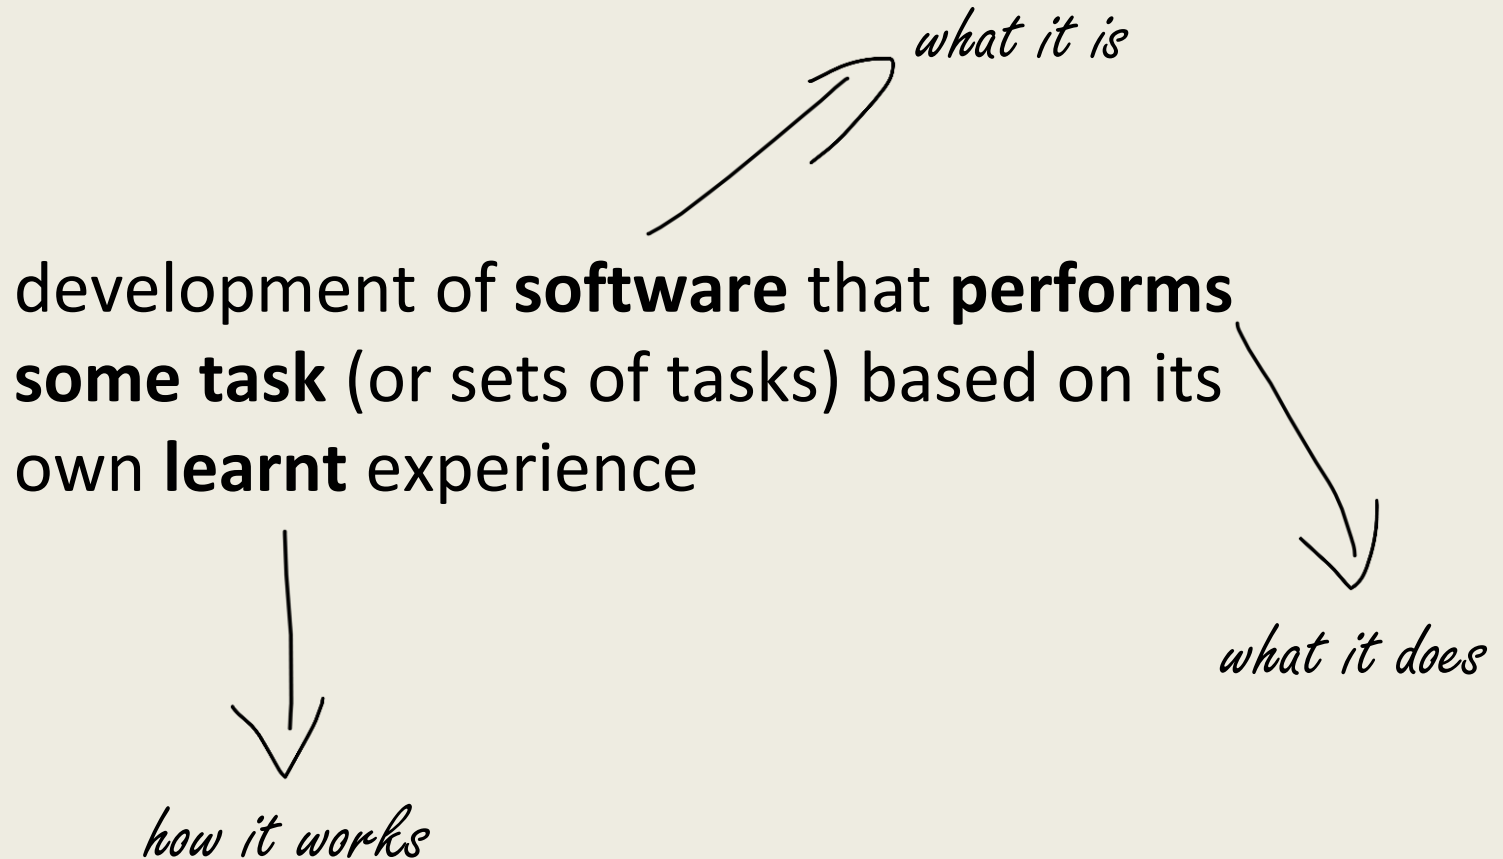 what it is
development of software that performs
some task (or sets of tasks) based on its
own learnt experience
what it does
how it works